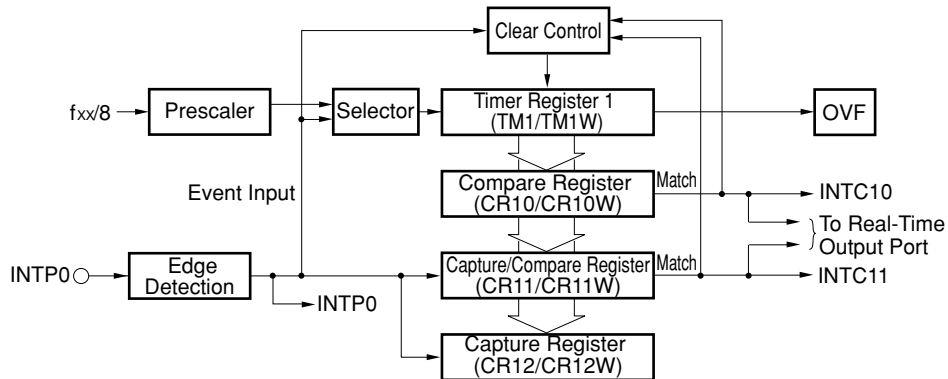 Clear Control
fxx/8
Prescaler
Selector
Timer Register 1
(TM1/TM1W)
OVF
Event Input
Compare Register
(CR10/CR10W)
Match
INTC10
To Real-Time
Output Port
INTP0
Edge
Detection
INTP0
Capture/Compare Register
(CR11/CR11W)
Match
INTC11
Capture Register
(CR12/CR12W)